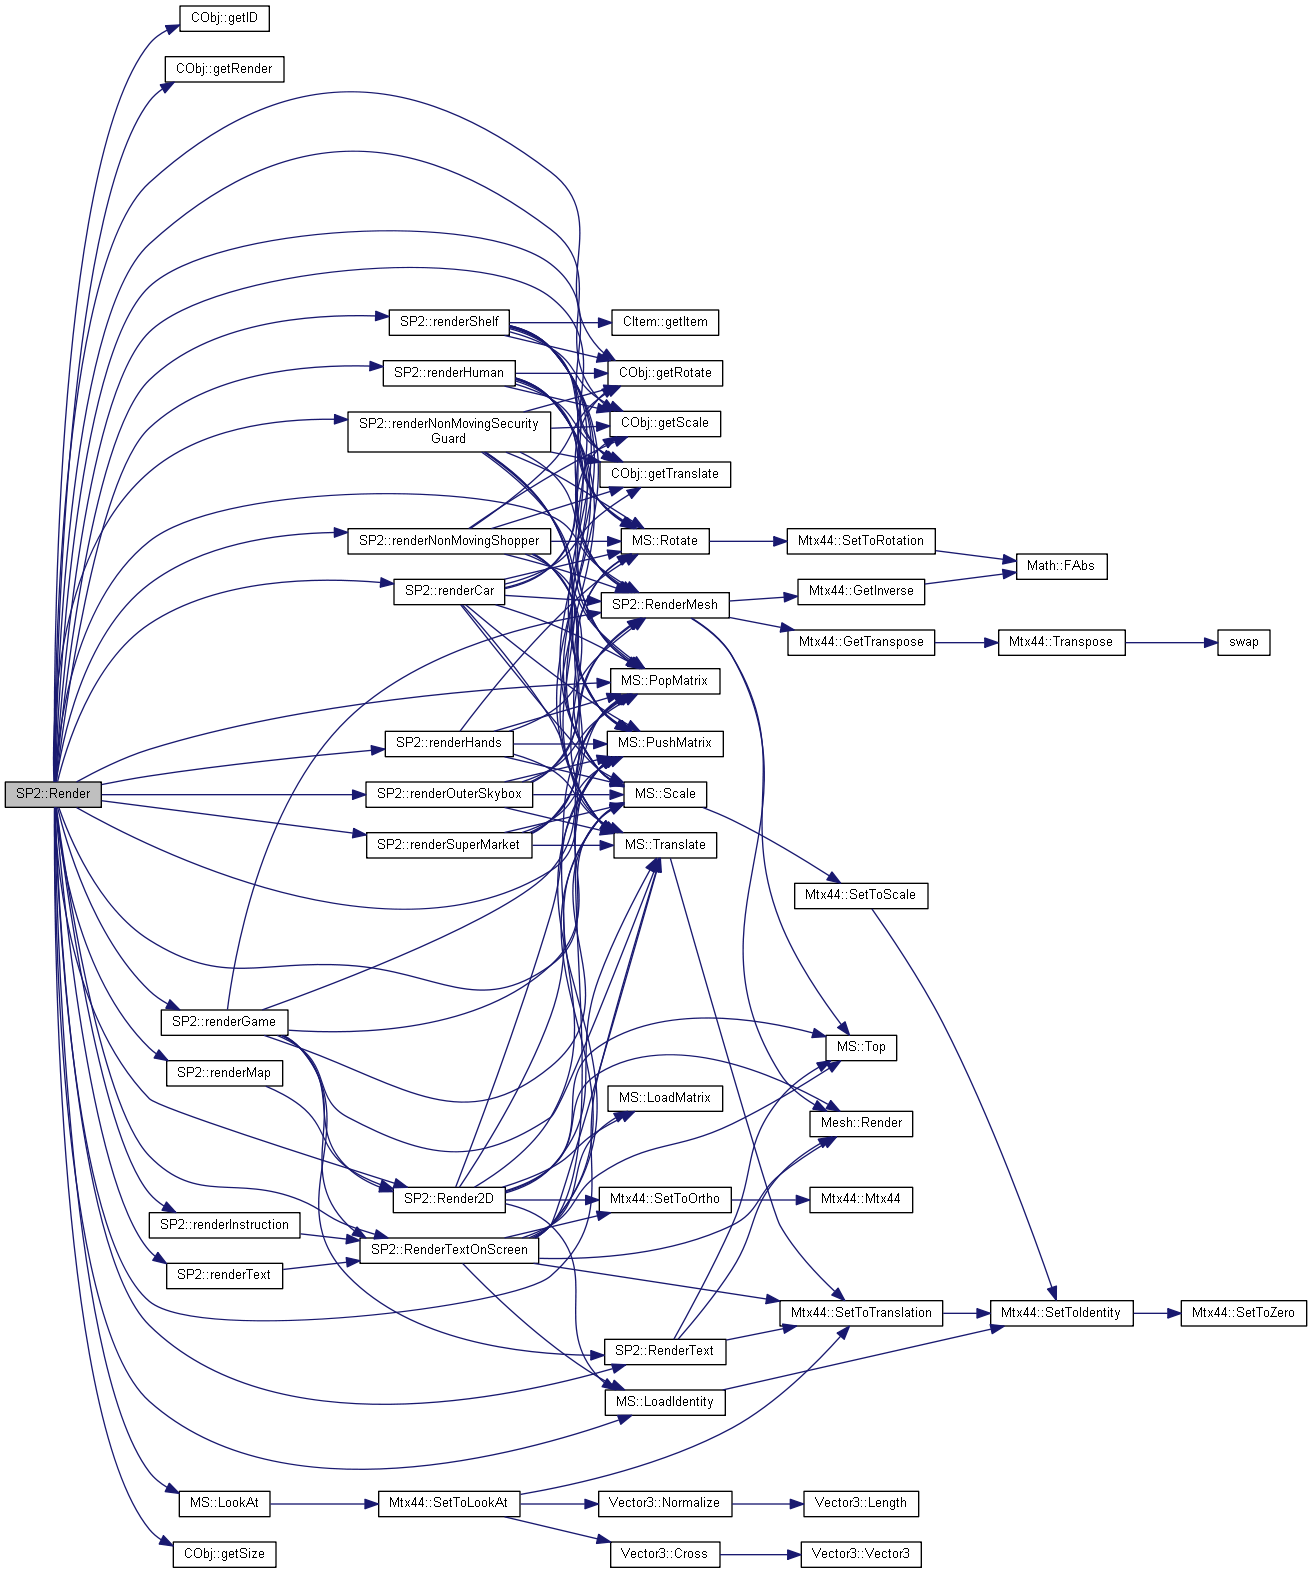 CObj::getID
CObj::getRender
SP2::renderShelf
CItem::getItem
SP2::renderHuman
CObj::getRotate
SP2::renderNonMovingSecurity
Guard
CObj::getScale
CObj::getTranslate
SP2::renderNonMovingShopper
MS::Rotate
Mtx44::SetToRotation
Math::FAbs
SP2::renderCar
SP2::RenderMesh
Mtx44::GetInverse
Mtx44::GetTranspose
Mtx44::Transpose
swap
MS::PopMatrix
SP2::renderHands
MS::PushMatrix
SP2::Render
SP2::renderOuterSkybox
MS::Scale
SP2::renderSuperMarket
MS::Translate
Mtx44::SetToScale
SP2::renderGame
MS::Top
SP2::renderMap
MS::LoadMatrix
Mesh::Render
SP2::Render2D
Mtx44::SetToOrtho
Mtx44::Mtx44
SP2::renderInstruction
SP2::RenderTextOnScreen
SP2::renderText
Mtx44::SetToTranslation
Mtx44::SetToIdentity
Mtx44::SetToZero
SP2::RenderText
MS::LoadIdentity
MS::LookAt
Mtx44::SetToLookAt
Vector3::Normalize
Vector3::Length
CObj::getSize
Vector3::Cross
Vector3::Vector3